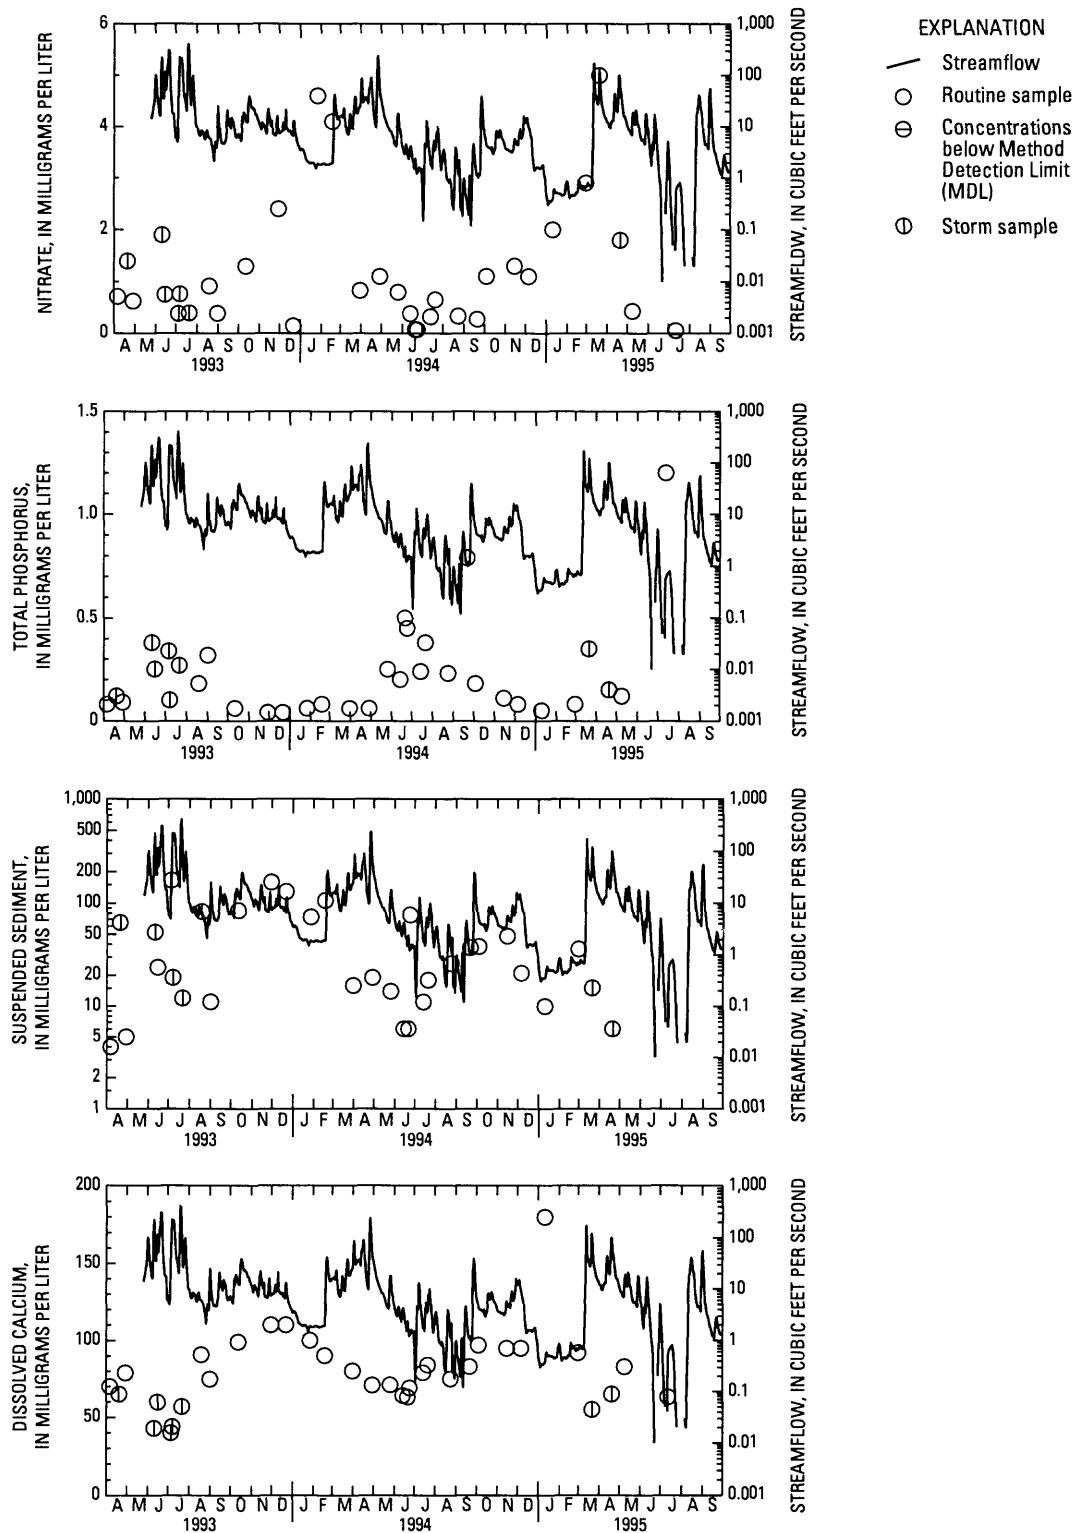 EXPLANATION
Streamflow
Routine sample
Concentrations
below Method
Detection Limit
(MDL)
Storm sample
NITRATE, IN MILLIGRAMS PER LITER
6
4
2
0
1,000
100
10
1
0.1
0.01
0.001
STREAMFLOW, IN CUBIC FEET PER SECOND
A M J J A S O N D J F M A M J J A S O N D J F M A M J J A S
1993 1994 1995
TOTAL PHOSPHORUS,
IN MILLIGRAMS PER LITER
1.5
1.0
0.5
0
1,000
100
10
1
0.1
0.01
0.001
STREAMFLOW, IN CUBIC FEET PER SECOND
A M J J A S O N D J F M A M J J A S D N D J F M A M J J A S
1993 1994 1995
SUSPENDED SEDIMENT,
IN MILLIGRAMS PER LITER
1,000
500
200
100
50
20
10
5
2
1
1,000
100
10
1
0.1
0.01
0.001
STREAMFLOW, IN CUBIC FEET PER SECOND
A M J J A S O N D J F M A M J J A S O N D J F M A M J J A S
1993 1994 1995
DISSOLVED CALCIUM,
IN MILLIGRAMS PER LITER
200
150
100
50
0
1,000
100
10
1
0.1
0.01
0.001
STREAMFLOW, IN CUBIC FEET PER SECOND
A M J J A S O N D J F M A M J J A S O N D J F M A M J J A S
1993 1994 1995